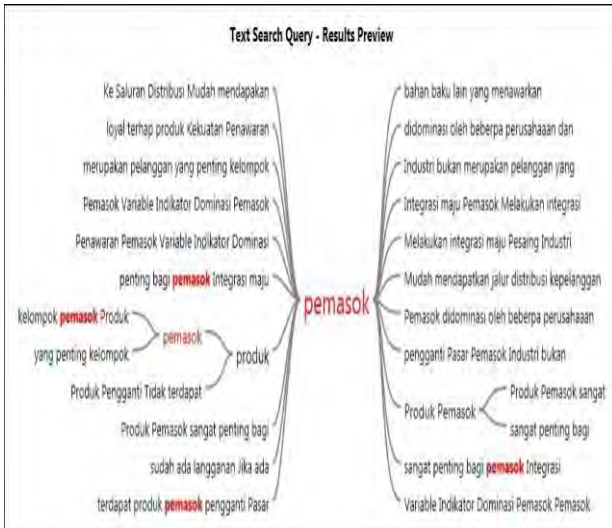 Text Search Query - Results Preview
Ke Saluran Distribusi Mudah mendapakan
loyal terhap produk Kekuatan Penawaran
merupakan pelanggan yang penting kelompok
Pemasok Variable Indikator Dominasi Pemasok
Penawaran Pemasok Variable Indikator Dominasi
penting bagi pemasok Integrasi maju
kelompok pemasok Produk
yang penting kelompok
pemasok
Produk Pengganti Tidak terdapat
produk
Produk Pemasok sangat penting bagi
sudah ada langganan Jika ada
terdapat produk pemasok pengganti Pasar
pemasok
bahan baku lain yang menawarkan
didominasi oleh beberpa perusahaaan dan
Industri bukan merupakan pelanggan yang
Integrasi maju Pemasok Melakukan integrasi
Melakukan integrasi maju Pesaing Industri
Mudah mendapatkan jalur distribusi kepelanggan
Pemasok didominasi oleh beberpa perusahaaan
pengganti Pasar Pemasok Industri bukan
Produk Pemasok
Produk Pemasok sangat
sangat penting bagi
sangat penting bagi pemasok Integrasi
Variable Indikator Dominasi Pemasok Pemasok